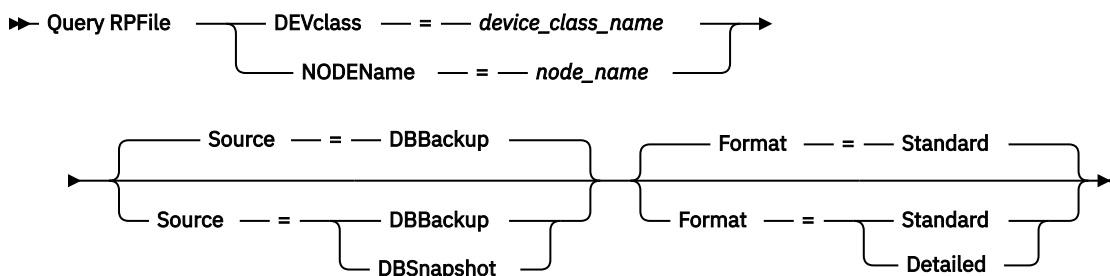 Query RPFile DEVclass = device_class_name
NODEName = node_name
Source = DBBackup Format = Standard
Source = DBBackup Format = Standard
DBSnapshot Detailed